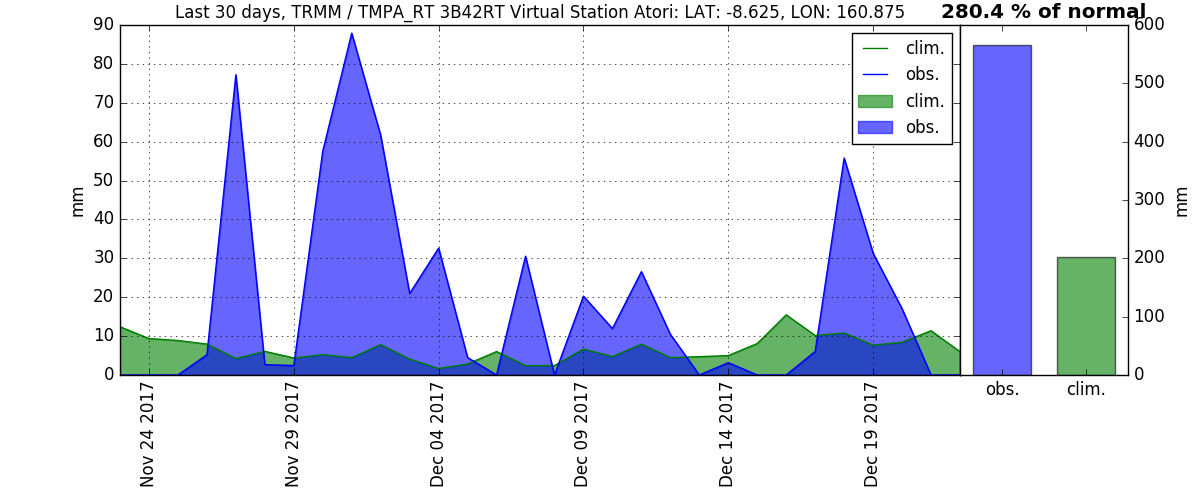 Last 30 days, TRMM / TMPA_RT 3B42RT Virtual Station Atori: LAT: -8.625, LON: 160.875
280.4 % of normal
90
80
70
60
50
40
30
20
10
0
mm
clim.
obs.
clim.
obs.
Nov 24 2017
Nov 29 2017
Dec 04 2017
Dec 09 2017
Dec 14 2017
Dec 19 2017
600
500
400
300
200
100
0
mm
obs.
clim.